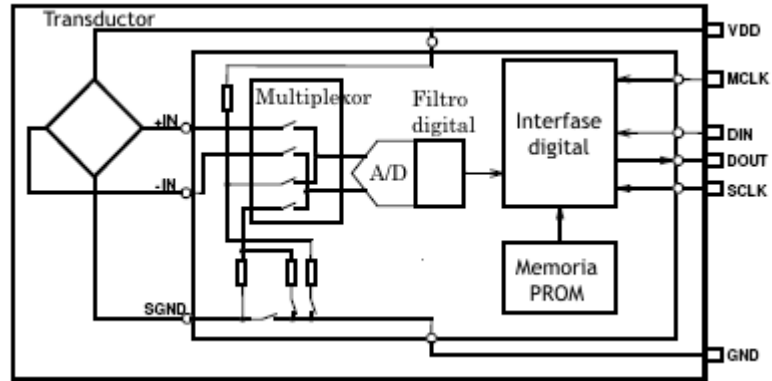 Transductor
VDD
MCLK
Multiplexor
Filtro
digital
Interfase
digital
+IN
DIN
DOUT
A/D
-IN
SCLK
Memoria
PROM
SGND
GND